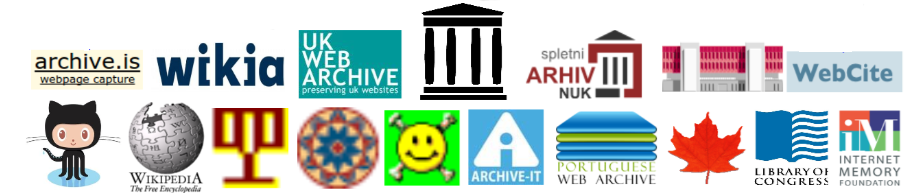 archive.is
webpage capture
wikia
UK
WEB
ARCHIVE
preserving uk websites
spletni
ARHIV
NUK
WebCite
WIKIPEDIA
The Free Encyclopedia
ARCHIVE-IT
PORTUGUESE
WEB ARCHIVE
LIBRARY OF
CONGRESS
iMi
INTERNET
MEMORY
FOUNDATION